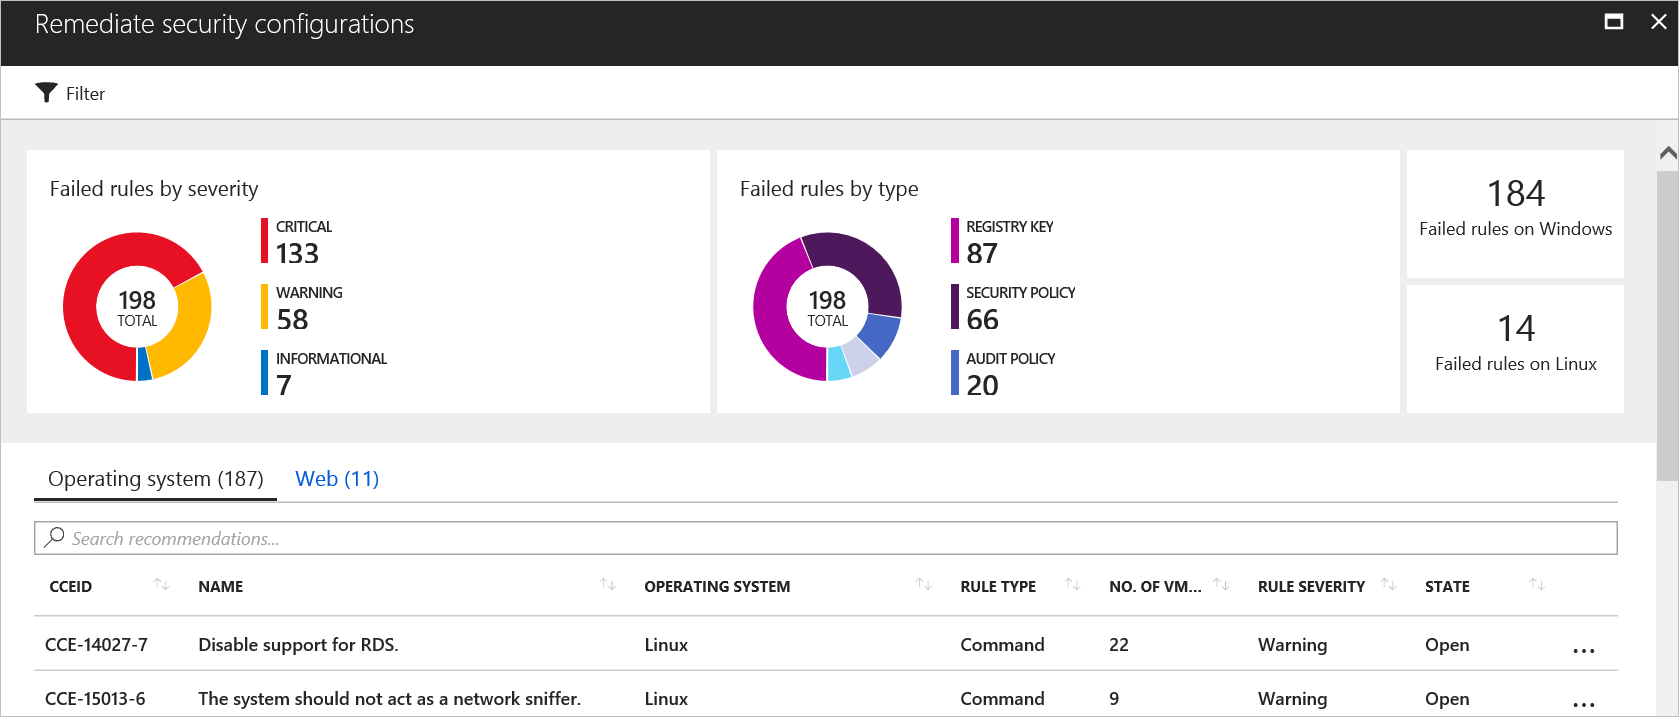 Remediate security configurations
Filter
Failed rules by severity
198
TOTAL
CRITICAL
133
WARNING
58
INFORMATIONAL
7
Failed rules by type
198
TOTAL
REGISTRY KEY
87
SECURITY POLICY
66
AUDIT POLICY
20
184
Failed rules on Windows
14
Failed rules on Linux
Operating system (187) Web (11)
Search recommendations...
CCEID NAME OPERATING SYSTEM RULE TYPE NO. OF VM... RULE SEVERITY STATE
CCE-14027-7 Disable support for RDS. Linux Command 22 Warning Open ...
CCE-15013-6 The system should not act as a network sniffer. Linux Command 9 Warning Open ...